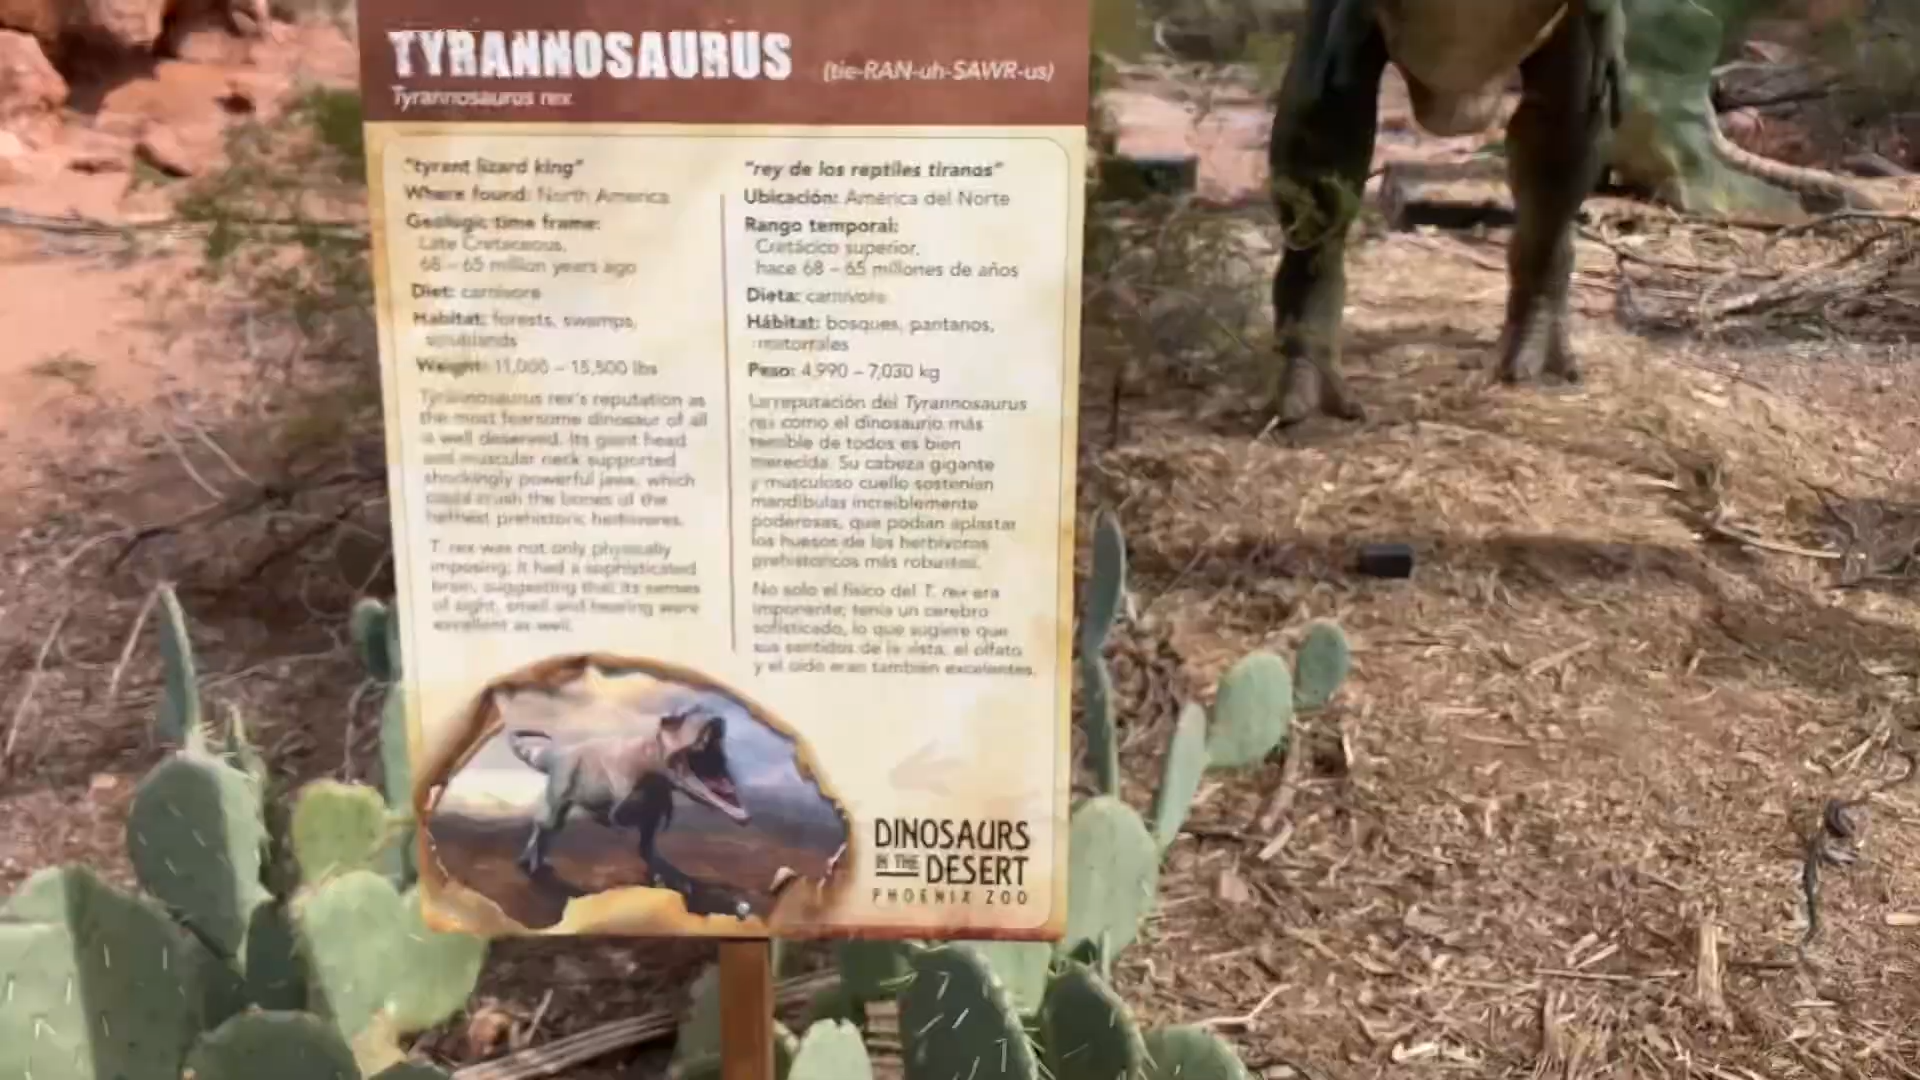 TYRANNOSAURUS (tie-RAN-uh-SAWR-us)
Tyrannosaurus rex
"tyrant lizard king"
Where found: North America
Geologic time frame:
Late Cretaceous,
68 – 65 million years ago
Diet: carnivore
Habitat: forests, swamps,
scrublands
Weight: 11,000 – 15,500 lbs
Tyrannosaurus rex's reputation as
the most fearsome dinosaur of all
is well deserved. Its giant head
and muscular neck supported
shockingly powerful jaws, which
could crush the bones of the
heftiest prehistoric herbivores.
T. rex was not only physically
imposing; it had a sophisticated
brain, suggesting that its senses
of sight, smell and hearing were
excellent as well.
"rey de los reptiles tiranos"
Ubicación: América del Norte
Rango temporal:
Cretácico superior,
hace 68 – 65 millones de años
Dieta: carnívoro
Hábitat: bosques, pantanos,
matorrales
Peso: 4,990 – 7,030 kg
La reputación del Tyrannosaurus
rex como el dinosaurio más
temible de todos es bien
merecida. Su cabeza gigante
y musculoso cuello sostenían
mandíbulas increíblemente
poderosas, que podían aplastar
los huesos de los herbívoros
prehistóricos más robustos.
No solo el físico del T. rex era
imponente; tenía un cerebro
sofisticado, lo que sugiere que
sus sentidos de la vista, el olfato
y el oído eran también excelentes.
DINOSAURS
IN THE DESERT
PHOENIX ZOO